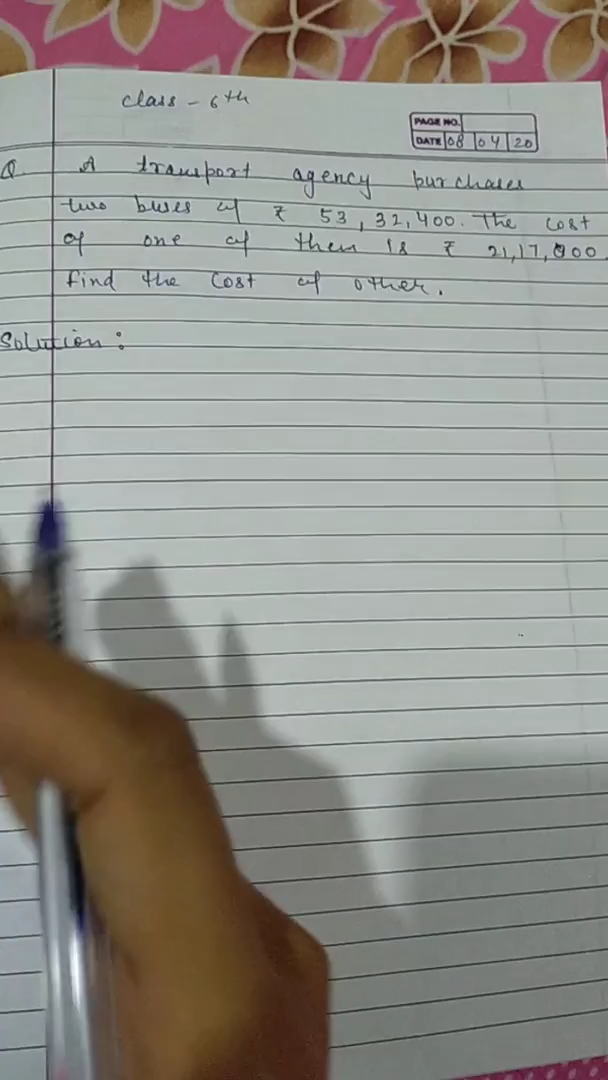 Class - 6th
PAGE NO.
DATE 08 04 20
Q. A transport agency purchases
two buses of ₹ 53,32,400. The cost
of one of them is ₹ 21,17,000.
find the cost of other.
Solution: